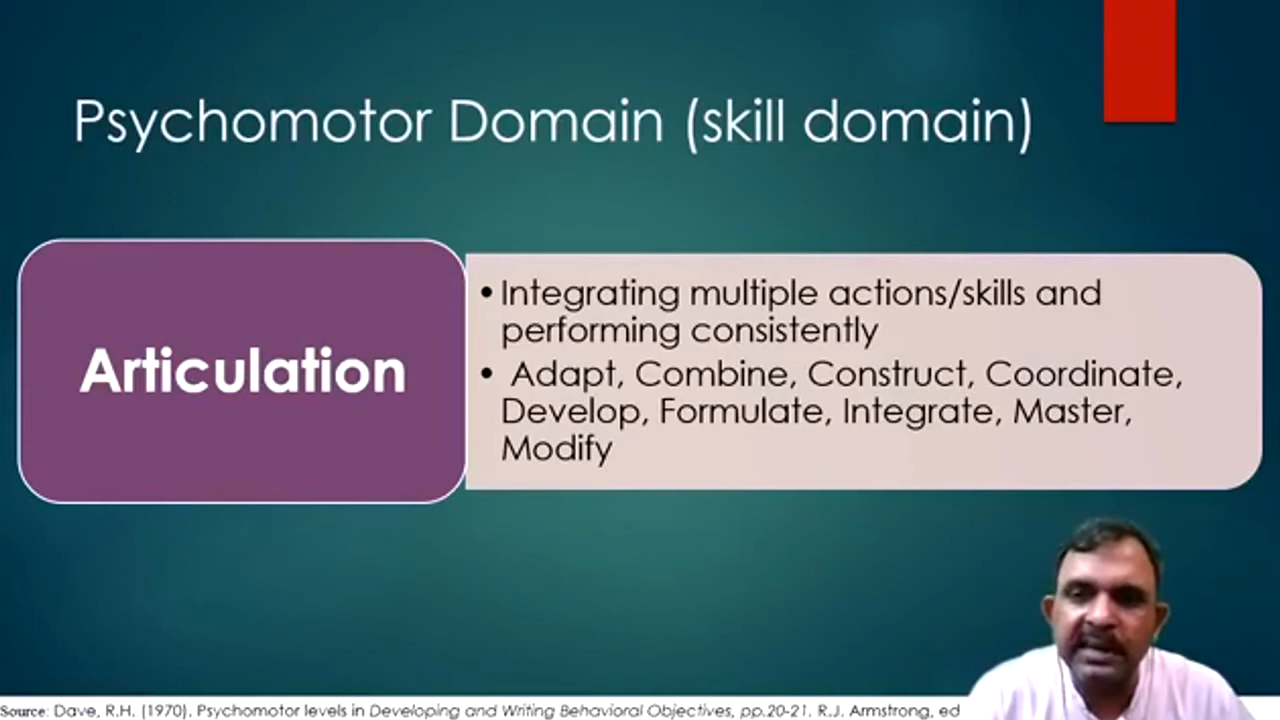 Psychomotor Domain (skill domain)
Articulation
•Integrating multiple actions/skills and
performing consistently
• Adapt, Combine, Construct, Coordinate,
Develop, Formulate, Integrate, Master,
Modify
Source: Dave, R.H. (1970). Psychomotor levels in Developing and Writing Behavioral Objectives, pp.20-21, R.J. Armstrong, ed